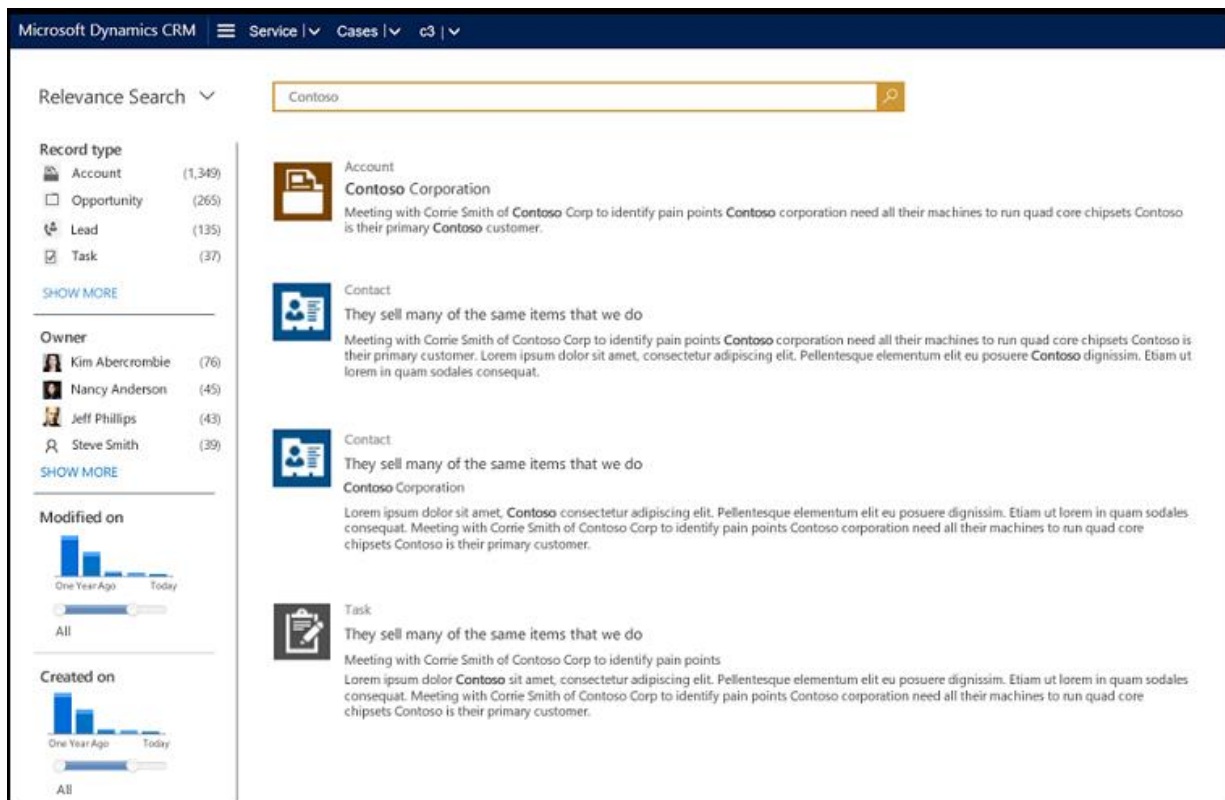 Microsoft Dynamics CRM Service Cases c3
Relevance Search
Contoso
Record type
Account (1,349)
Opportunity (265)
Lead (135)
Task (37)
SHOW MORE
Owner
Kim Abercrombie (76)
Nancy Anderson (45)
Jeff Phillips (43)
Steve Smith (39)
SHOW MORE
Modified on
One Year Ago Today
All
Created on
One Year Ago Today
All
Account
Contoso Corporation
Meeting with Corrie Smith of Contoso Corp to identify pain points Contoso corporation need all their machines to run quad core chipsets Contoso
is their primary Contoso customer.
Contact
They sell many of the same items that we do
Meeting with Corrie Smith of Contoso Corp to identify pain points Contoso corporation need all their machines to run quad core chipsets Contoso is
their primary customer. Lorem ipsum dolor sit amet, consectetur adipiscing elit. Pellentesque elementum elit eu posuere Contoso dignissim. Etiam ut
lorem in quam sodales consequat.
Contact
They sell many of the same items that we do
Contoso Corporation
Lorem ipsum dolor sit amet, Contoso consectetur adipiscing elit. Pellentesque elementum elit eu posuere dignissim. Etiam ut lorem in quam sodales
consequat. Meeting with Corrie Smith of Contoso Corp to identify pain points Contoso corporation need all their machines to run quad core
chipsets Contoso is their primary customer.
Task
They sell many of the same items that we do
Meeting with Corrie Smith of Contoso Corp to identify pain points
Lorem ipsum dolor Contoso sit amet, consectetur adipiscing elit. Pellentesque elementum elit eu posuere dignissim. Etiam ut lorem in quam sodales
consequat. Meeting with Corrie Smith of Contoso Corp to identify pain points Contoso corporation need all their machines to run quad core
chipsets Contoso is their primary customer.